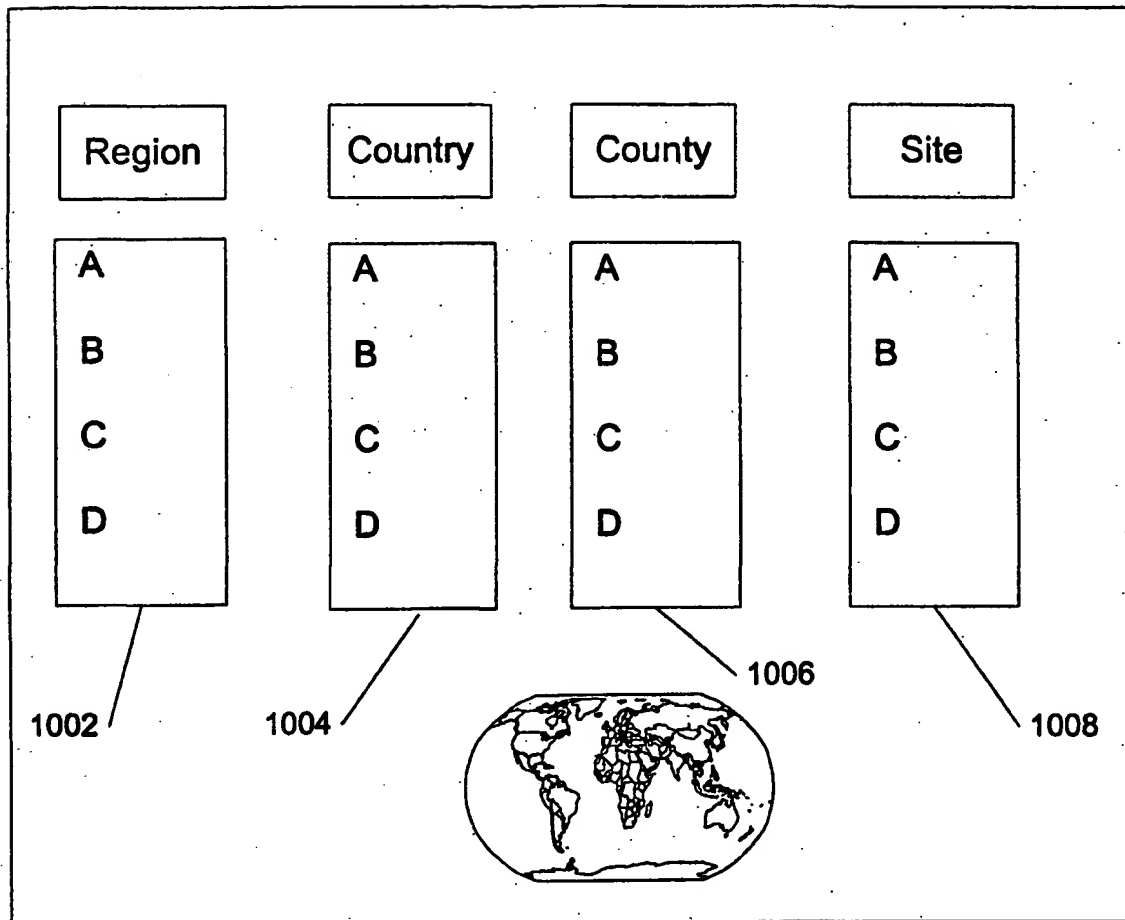 Region Country County Site
A A A A
B B B B
C C C C
D D D D
1006
1002 1004 1008